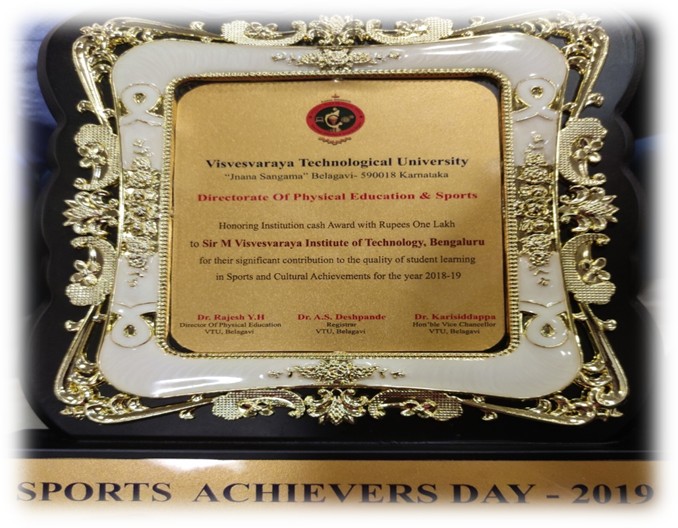 Visvesvaraya Technological University
"Jnana Sangama" Belagavi- 590018 Karnataka
Directorate Of Physical Education & Sports
Honoring Institution cash Award with Rupees One Lakh
to Sir M Visvesvaraya Institute of Technology, Bengaluru
for their significant contribution to the quality of student learning
in Sports and Cultural Achievements for the year 2018-19
Dr. Rajesh Y.H Dr. A.S. Deshpande Dr. Karisiddappa
Director Of Physical Education Registrar Hon'ble Vice Chancellor
VTU, Belagavi VTU, Belagavi VTU, Belagavi
SPORTS ACHIEVERS DAY - 2019